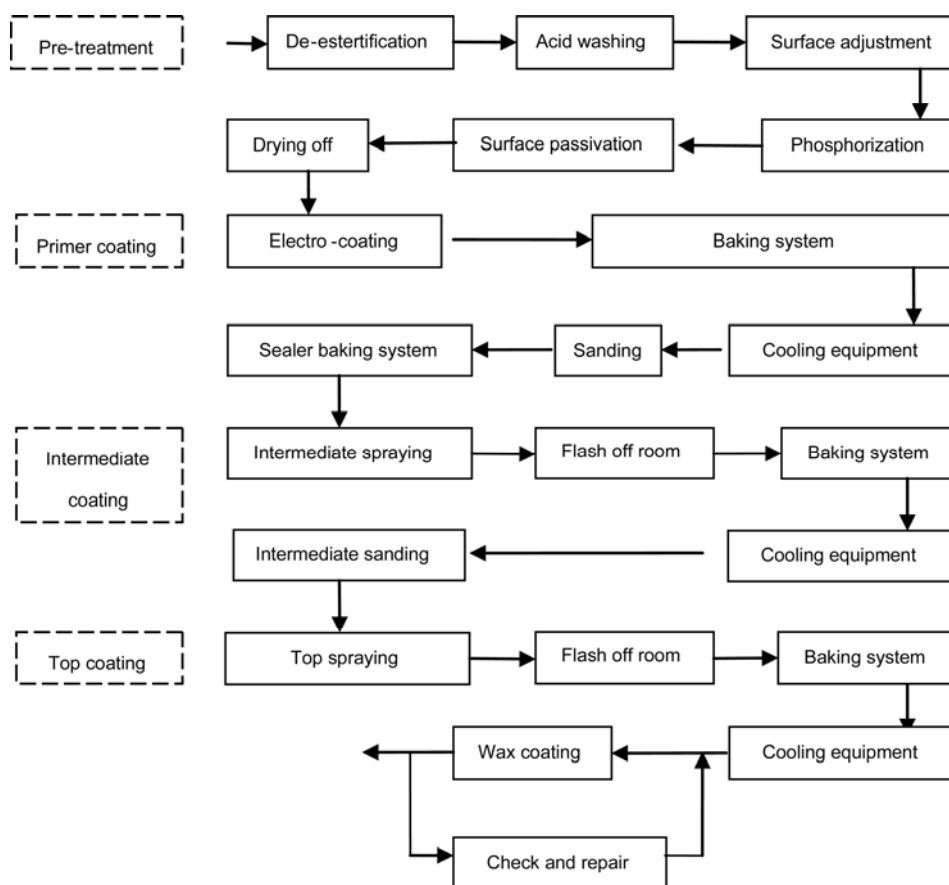 Pre-treatment
De-estertification
Acid washing
Surface adjustment
Drying off
Surface passivation
Phosphorization
Primer coating
Electro -coating
Baking system
Sealer baking system
Sanding
Cooling equipment
Intermediate
coating
Intermediate spraying
Flash off room
Baking system
Intermediate sanding
Cooling equipment
Top coating
Top spraying
Flash off room
Baking system
Wax coating
Cooling equipment
Check and repair